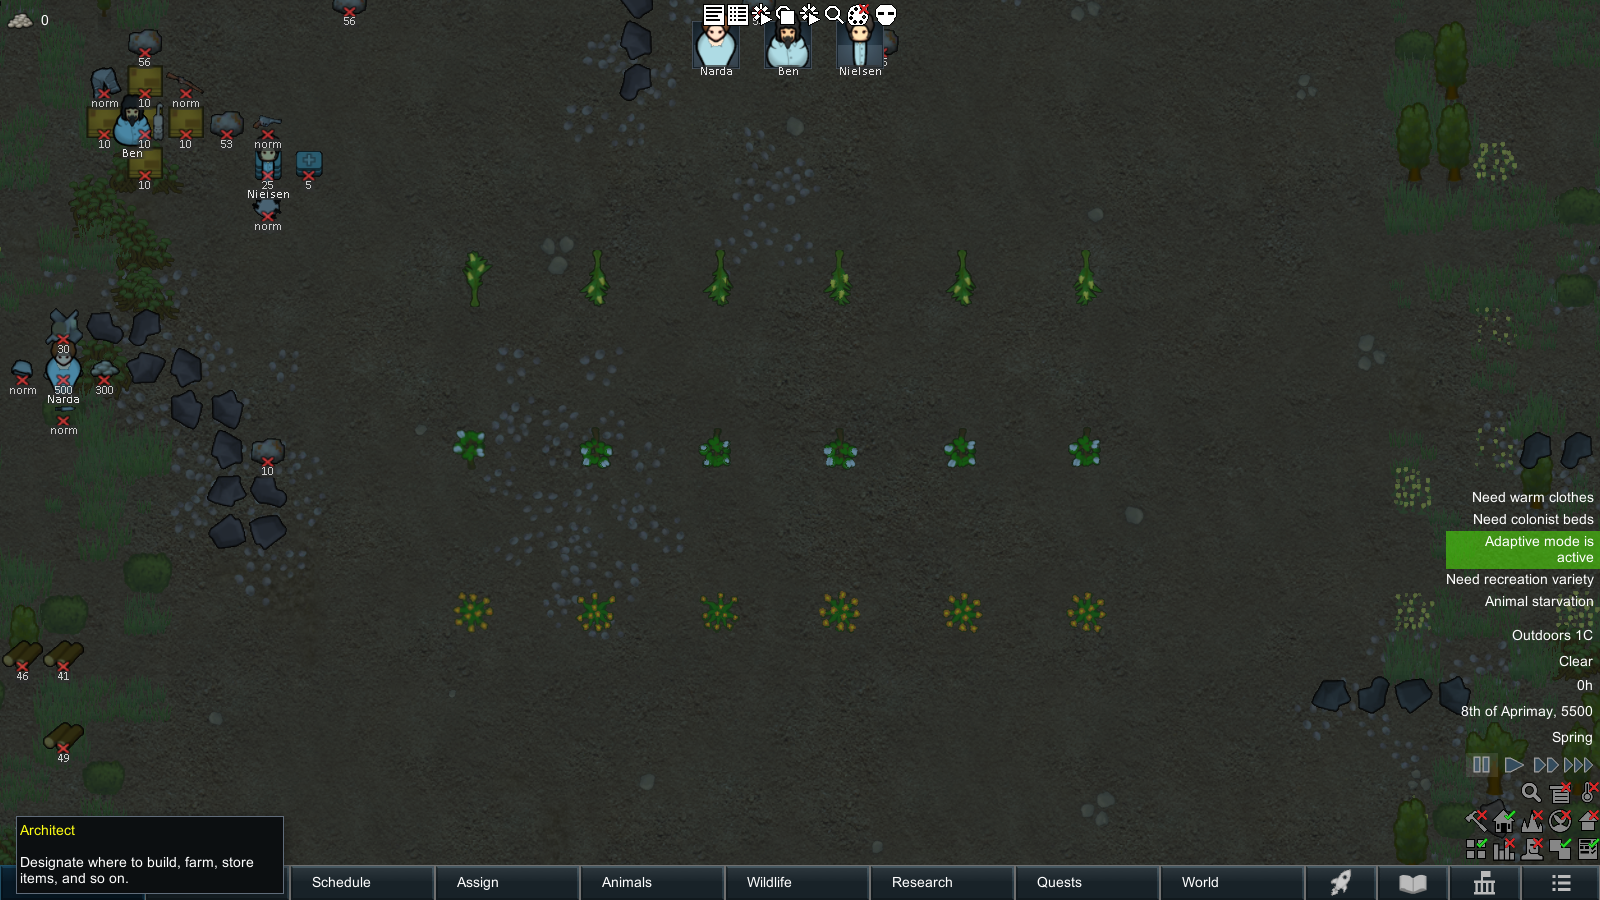 0
56
56
norm
10
norm
10
10
10
53
norm
Ben
10
25
5
Nielsen
norm
Narda
Ben
Nielsen
30
norm
500
300
Narda
norm
10
46
41
49
Need warm clothes
Need colonist beds
Adaptive mode is
active
Need recreation variety
Animal starvation
Outdoors 1C
Clear
0h
8th of Aprimay, 5500
Spring
Architect
Designate where to build, farm, store
items, and so on.
Schedule
Assign
Animals
Wildlife
Research
Quests
World